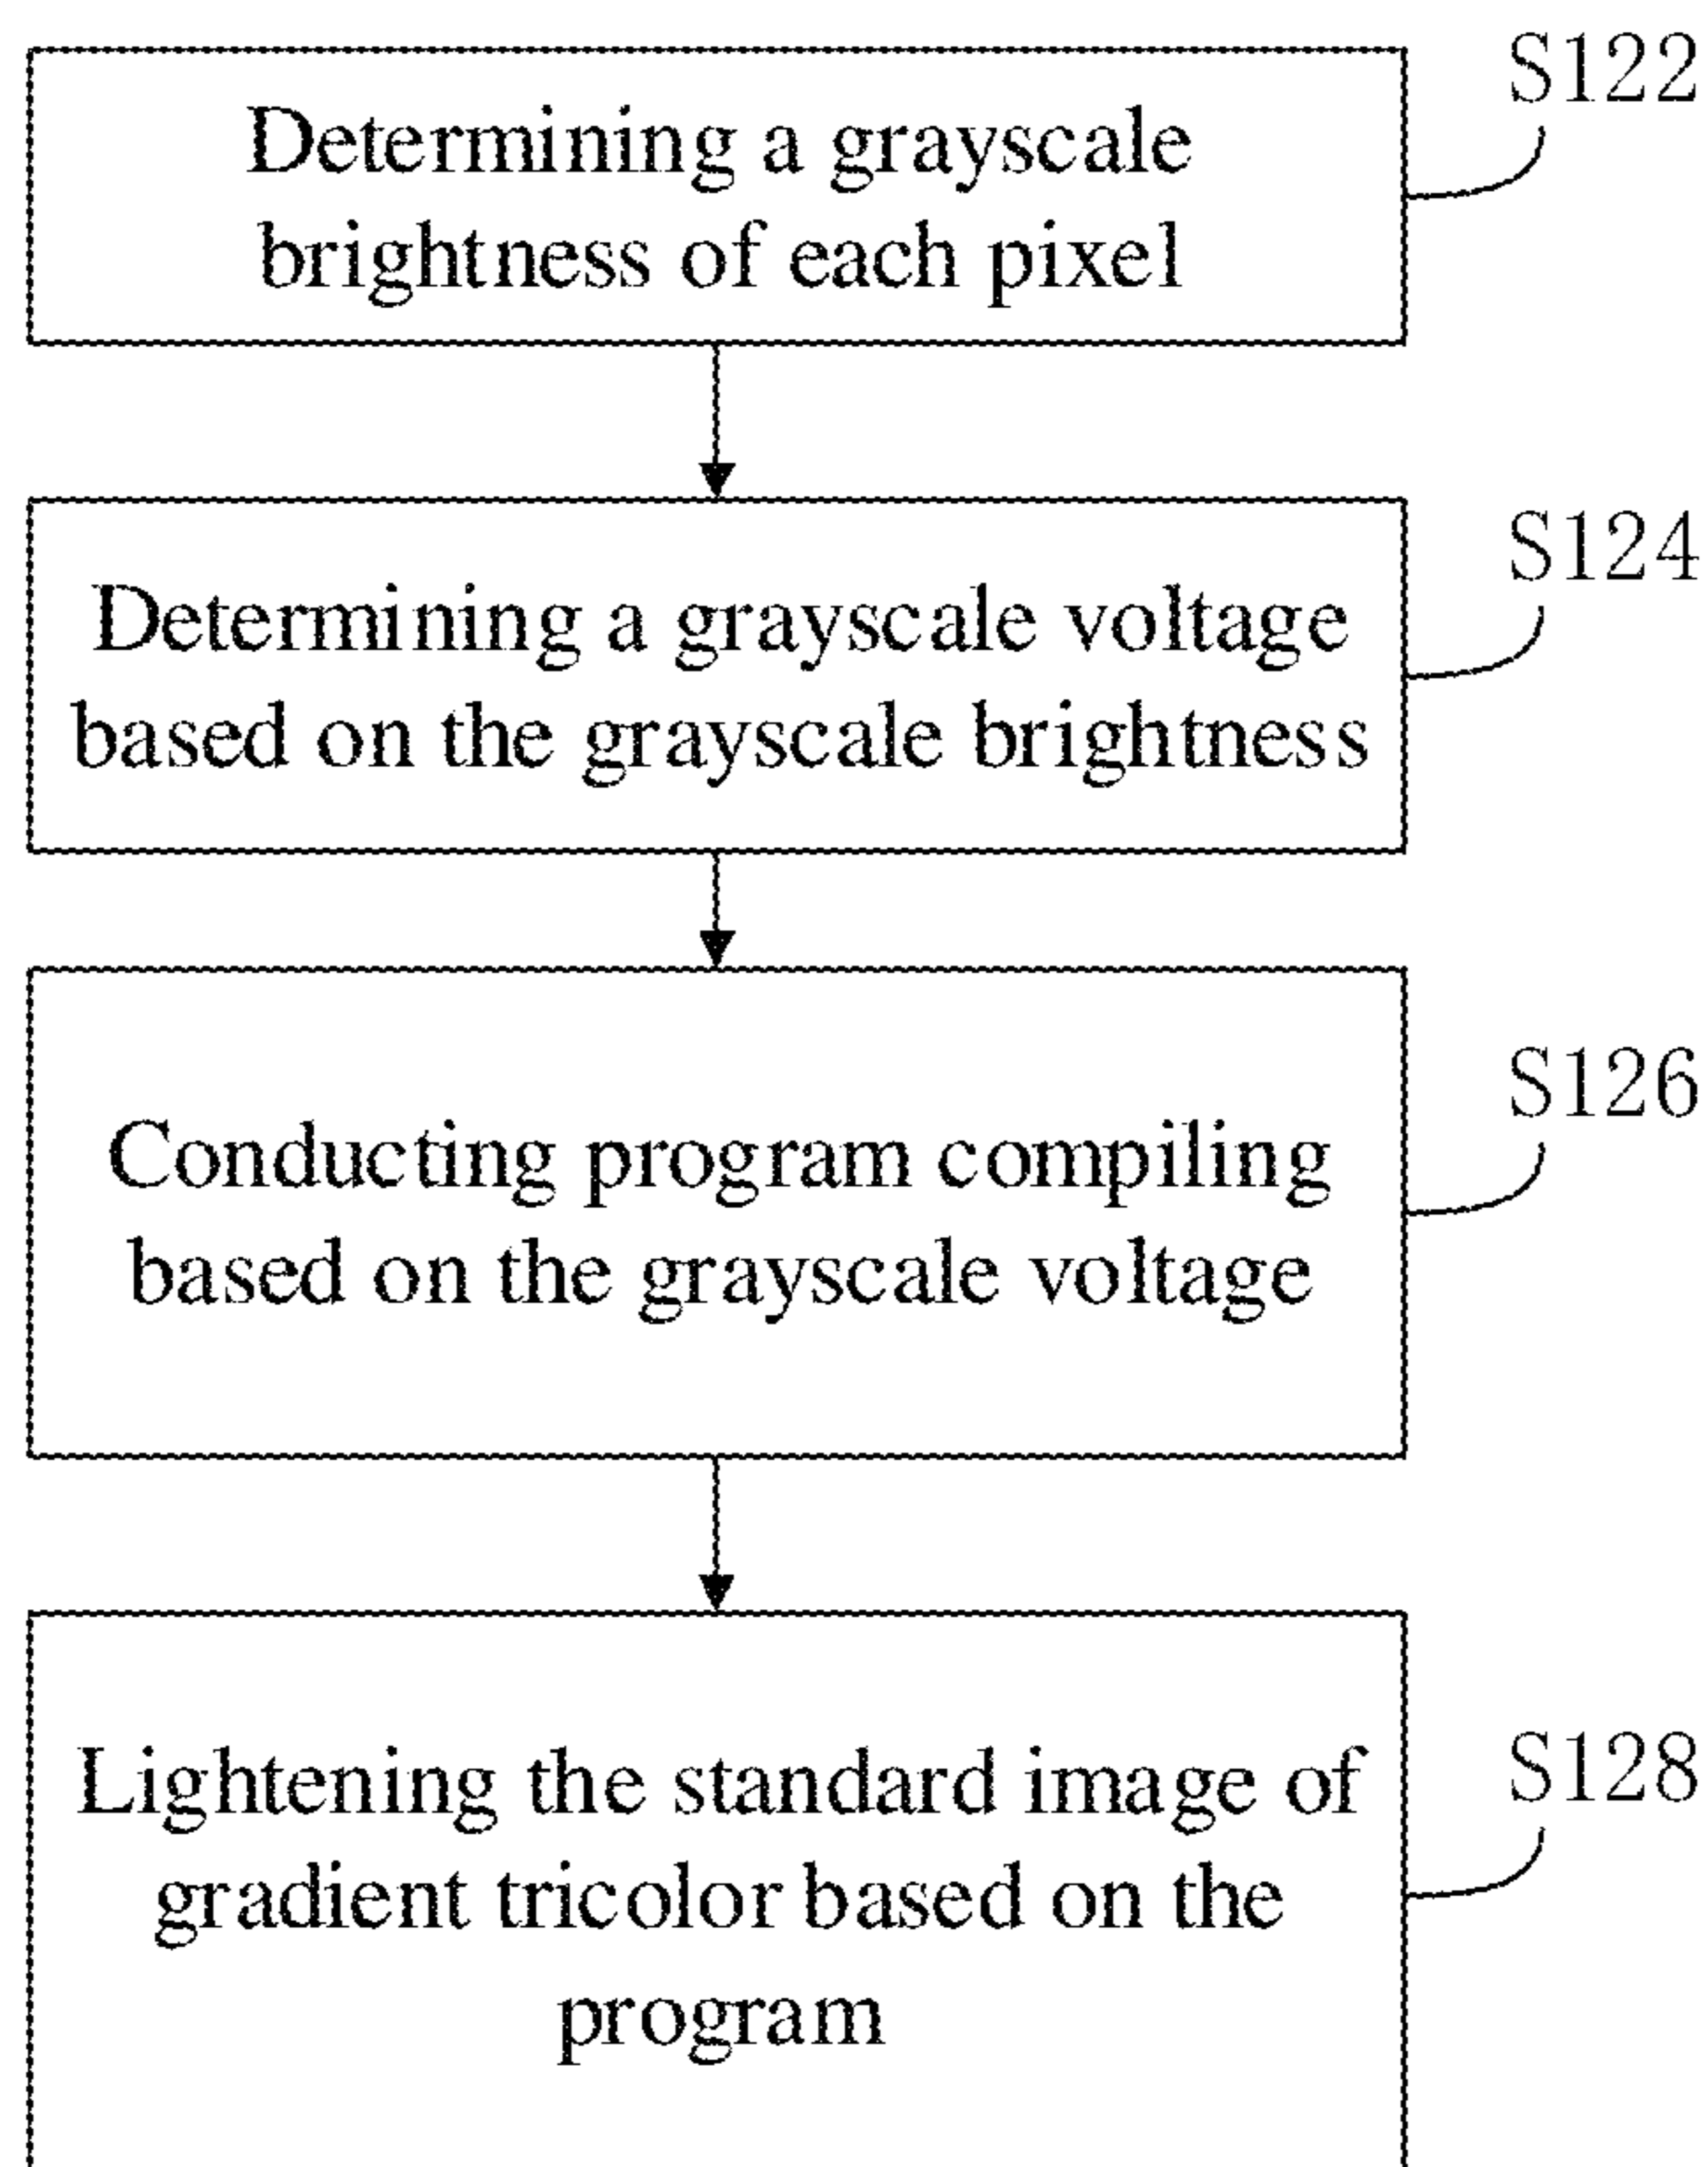 S122
Determining a grayscale
brightness of each pixel
S124
Determining a grayscale voltage
based on the grayscale brightness
S126
Conducting program compiling
based on the grayscale voltage
S128
Lightening the standard image of
gradient tricolor based on the
program